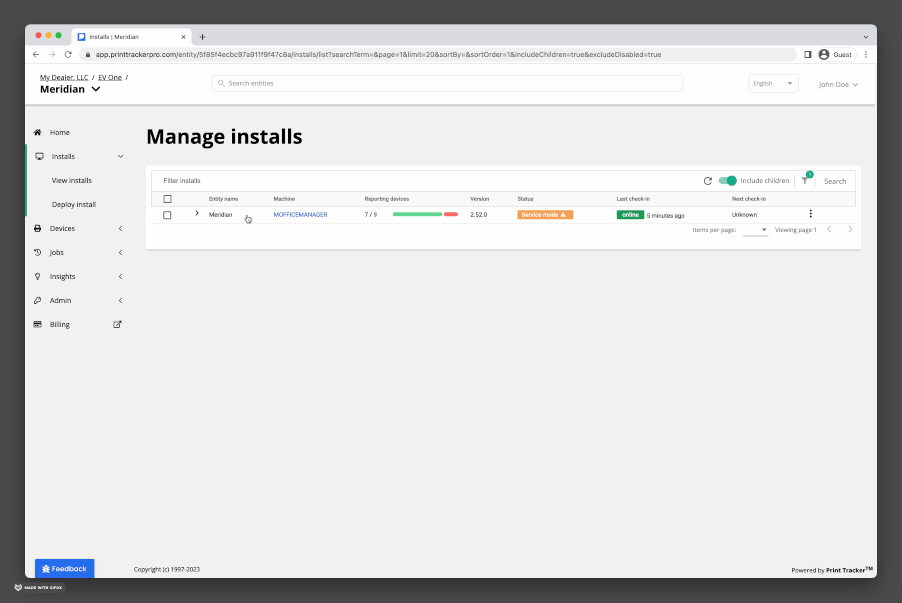 Installs | Meridian
app.printtrackerpro.com/entity/5f85f4ecbc97a911f9f47c8a/installs/list?searchTerm=&page=1&limit=20&sortBy=&sortOrder=1&includeChildren=true&excludeDisabled=true
Guest
My Dealer, LLC / EV One /
Meridian
Search entities
English
John Doe
Home
Installs
View installs
Deploy install
Devices
Jobs
Insights
Admin
Billing
Manage installs
Filter installs
Include children
1
Search
Entity name Machine Reporting devices Version Status Last check-in Next check-in
Meridian MOFFICEMANAGER 7 / 9 2.52.0 Service mode online 5 minutes ago Unknown
Items per page: Viewing page 1
Feedback
Copyright (c) 1997-2023
Powered by Print Tracker™
MADE WITH GIFOX